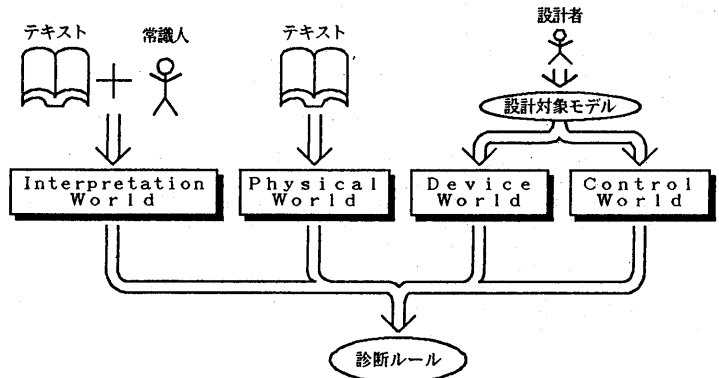 テキスト
常識人
テキスト
設計者
設計対象モデル
Interpretation
World
Physical
World
Device
World
Control
World
診断ルール